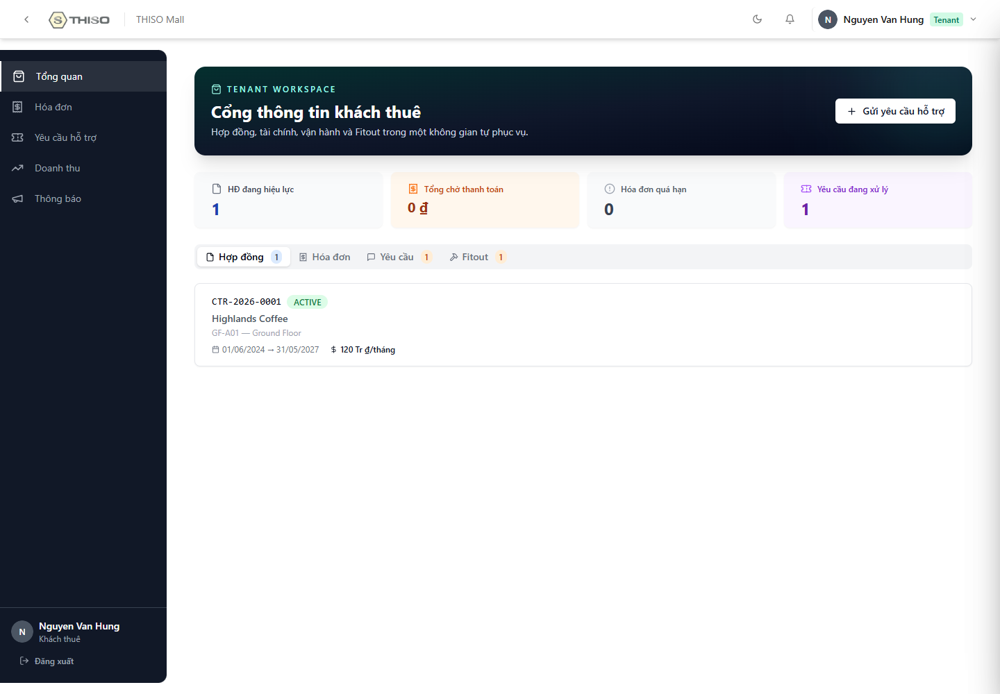 THISO
THISO Mall
N
Nguyen Van Hung
Tenant
Tổng quan
Hóa đơn
Yêu cầu hỗ trợ
Doanh thu
Thông báo
TENANT WORKSPACE
Cổng thông tin khách thuê
Hợp đồng, tài chính, vận hành và Fitout trong một không gian tự phục vụ.
Gửi yêu cầu hỗ trợ
HĐ đang hiệu lực
1
Tổng chờ thanh toán
0 ₫
Hóa đơn quá hạn
0
Yêu cầu đang xử lý
1
Hợp đồng 1
Hóa đơn
Yêu cầu 1
Fitout 1
CTR-2026-0001 ACTIVE
Highlands Coffee
GF-A01 — Ground Floor
01/06/2024 → 31/05/2027 120 Tr ₫/tháng
N
Nguyen Van Hung
Khách thuê
Đăng xuất